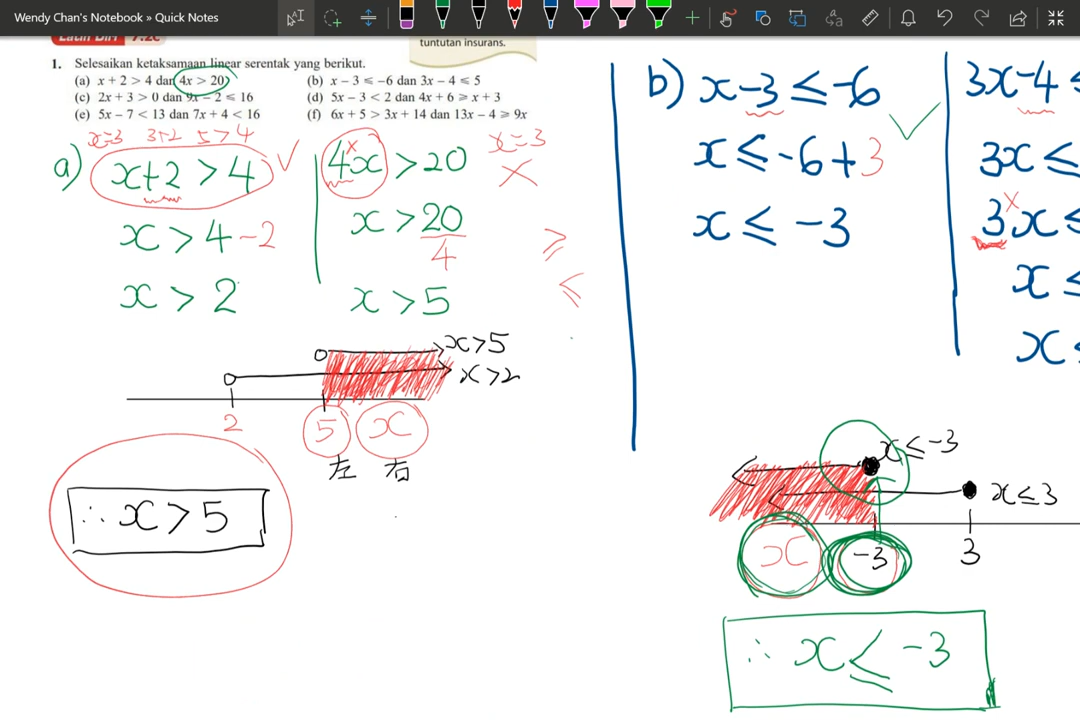 Wendy Chan's Notebook » Quick Notes
tuntutan insurans.
1. Selesaikan ketaksamaan linear serentak yang berikut.
(a) x + 2 > 4 dan 4x > 20
(b) x − 3 ⩽ −6 dan 3x − 4 ⩽ 5
(c) 2x + 3 > 0 dan 9x − 2 ⩽ 16
(d) 5x − 3 < 2 dan 4x + 6 ⩾ x + 3
(e) 5x − 7 < 13 dan 7x + 4 < 16
(f) 6x + 5 > 3x + 14 dan 13x − 4 ⩾ 9x
x=3 3+2 5>4
a) x+2 > 4 ✓
x > 4-2
x > 2
x
4x > 20
x=3
×
x > 20/4
x > 5
≥
≤
x>5
x>2
2
5 x
左 右
∴ x > 5
b) x-3 ≤ -6 ✓
x ≤ -6+3
x ≤ -3
3x-4 ≤
3x ≤
x
3x ≤
x ≤
x ≤-3
x ≤ 3
x -3 3
∴ x ≤ -3